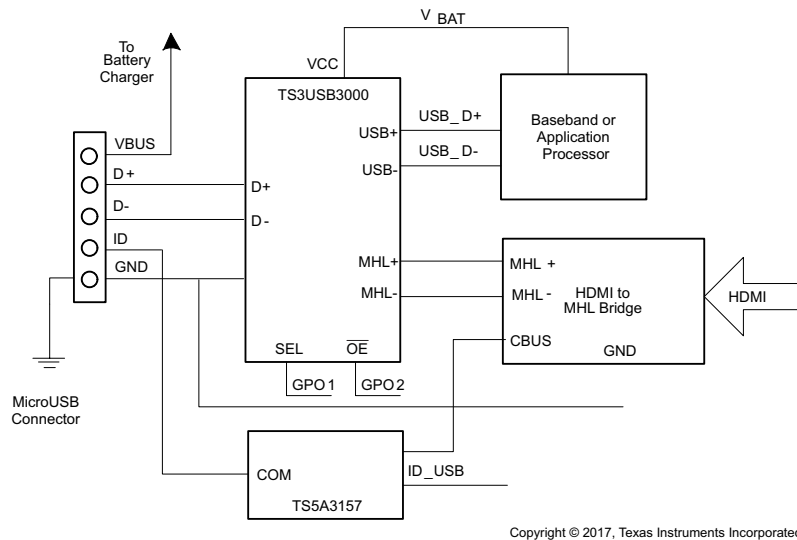 V BAT
To
Battery
Charger
VCC
TS3USB3000
VBUS
D+
D-
ID
GND
MicroUSB
Connector
D+
D-
USB+
USB-
MHL+
MHL-
SEL
OE
GPO1
GPO2
USB_D+
USB_D-
Baseband or
Application
Processor
MHL +
MHL -
HDMI to
MHL Bridge
CBUS
GND
HDMI
COM
TS5A3157
ID_USB
Copyright © 2017, Texas Instruments Incorporated